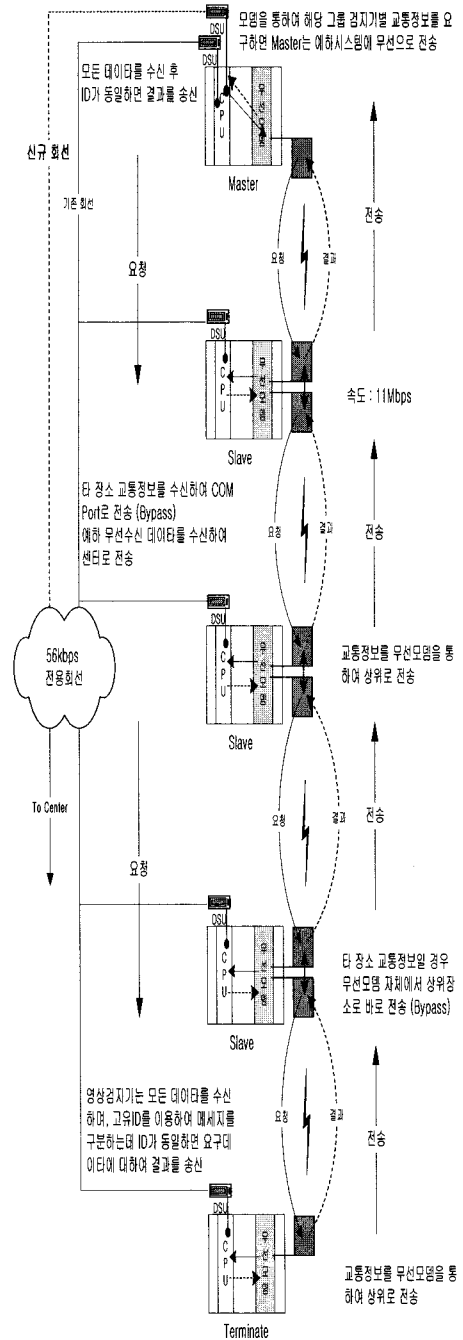 모뎀을 통하여 해당 그룹 검지기별 교통정보를 요
구하면 Master는 예하시스템에 무선으로 전송
DSU
DSU
모든 데이타를 수신 후
ID가 동일하면 결과를 송신
CPU
Master
신규 회선
기존 회선
요청
요청
결과
전송
DSU
CPU
Slave
속도 : 11Mbps
타 장소 교통정보를 수신하여 COM
Port로 전송 (Bypass)
예하 무선수신 데이타를 수신하여
센터로 전송
요청
결과
전송
DSU
CPU
Slave
56kbps
전용회선
교통정보를 무선모뎀을 통
하여 상위로 전송
To Center
요청
요청
결과
전송
DSU
CPU
Slave
타 장소 교통정보일 경우
무선모뎀 자체에서 상위장
소로 바로 전송 (Bypass)
영상검지기는 모든 데이타를 수신
하며, 고유ID를 이용하여 메세지를
구분하는데 ID가 동일하면 요구데
이타에 대하여 결과를 송신
요청
결과
전송
DSU
CPU
Terminate
교통정보를 무선모뎀을 통
하여 상위로 전송